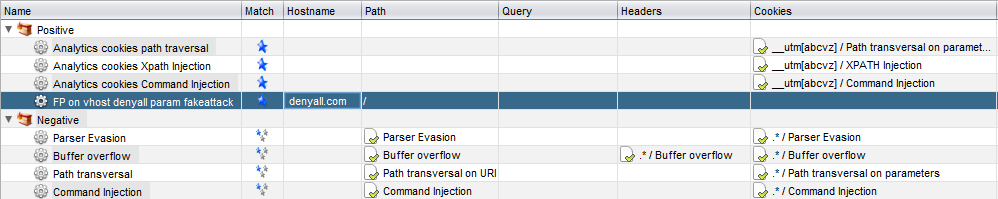 Name Match Hostname Path Query Headers Cookies
Positive
Analytics cookies path traversal __utm[abcvz] / Path transversal on paramet...
Analytics cookies Xpath Injection __utm[abcvz] / XPATH Injection
Analytics cookies Command Injection __utm[abcvz] / Command Injection
FP on vhost denyall param fakeattack denyall.com /
Negative
Parser Evasion Parser Evasion .* / Parser Evasion
Buffer overflow Buffer overflow .* / Buffer overflow .* / Buffer overflow
Path transversal Path transversal on URI .* / Path transversal on parameters
Command Injection Command Injection .* / Command Injection